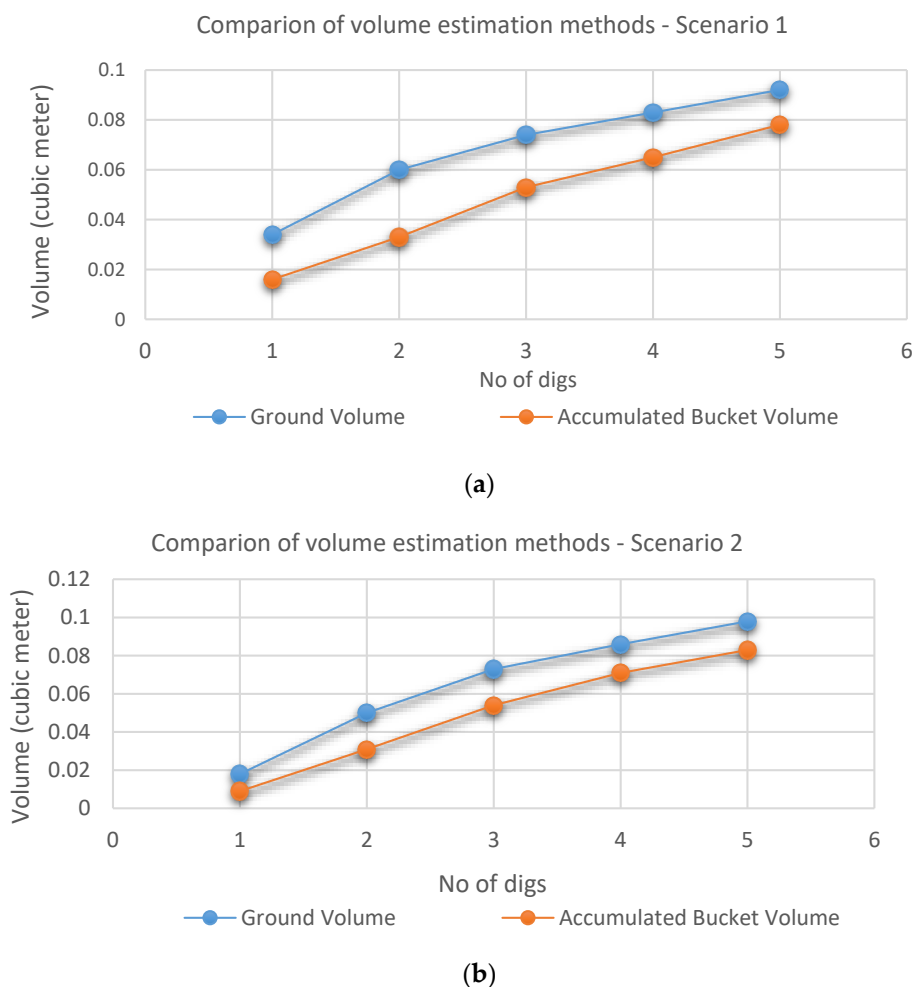 Comparion of volume estimation methods - Scenario 1
Volume (cubic meter)
0.1
0.08
0.06
0.04
0.02
0
0 1 2 3 4 5 6
No of digs
Ground Volume Accumulated Bucket Volume
(a)
Comparion of volume estimation methods - Scenario 2
Volume (cubic meter)
0.12
0.1
0.08
0.06
0.04
0.02
0
0 1 2 3 4 5 6
No of digs
Ground Volume Accumulated Bucket Volume
(b)